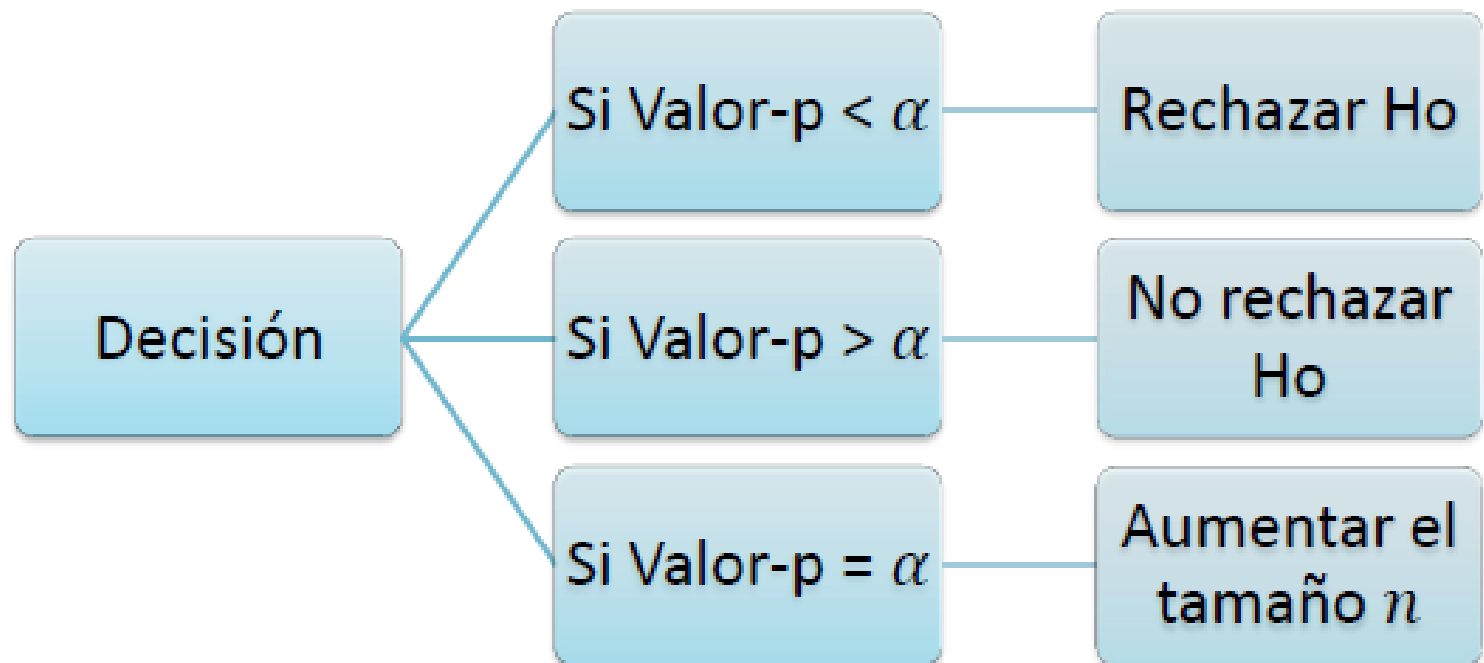 Decisión
Si Valor-p < α
Rechazar Ho
Si Valor-p > α
No rechazar
Ho
Si Valor-p = α
Aumentar el
tamaño n